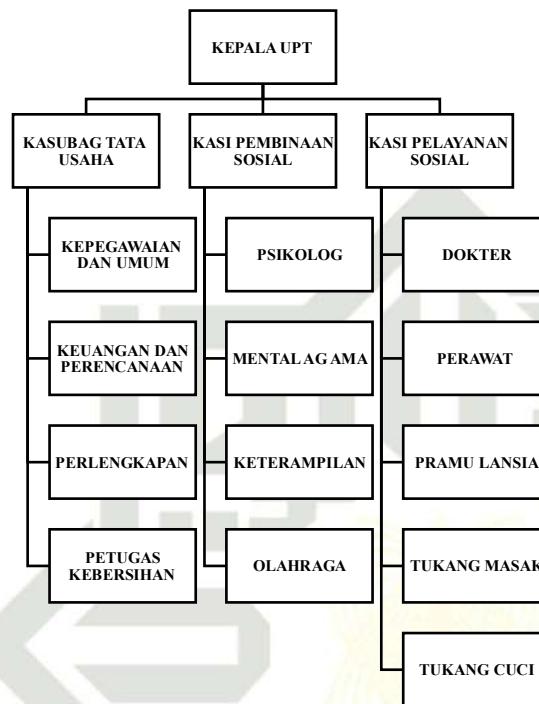 KEPALA UPT
KASUBAG TATA
USAHA
KASI PEMBINAAN
SOSIAL
KASI PELAYANAN
SOSIAL
KEPEGAWAIAN
DAN UMUM
KEUANGAN DAN
PERENCANAAN
PERLENGKAPAN
PETUGAS
KEBERSIHAN
PSIKOLOG
MENTAL AG AMA
KETERAMPILAN
OLAHRAGA
DOKTER
PERAWAT
PRAMU LANSIA
TUKANG MASAK
TUKANG CUCI